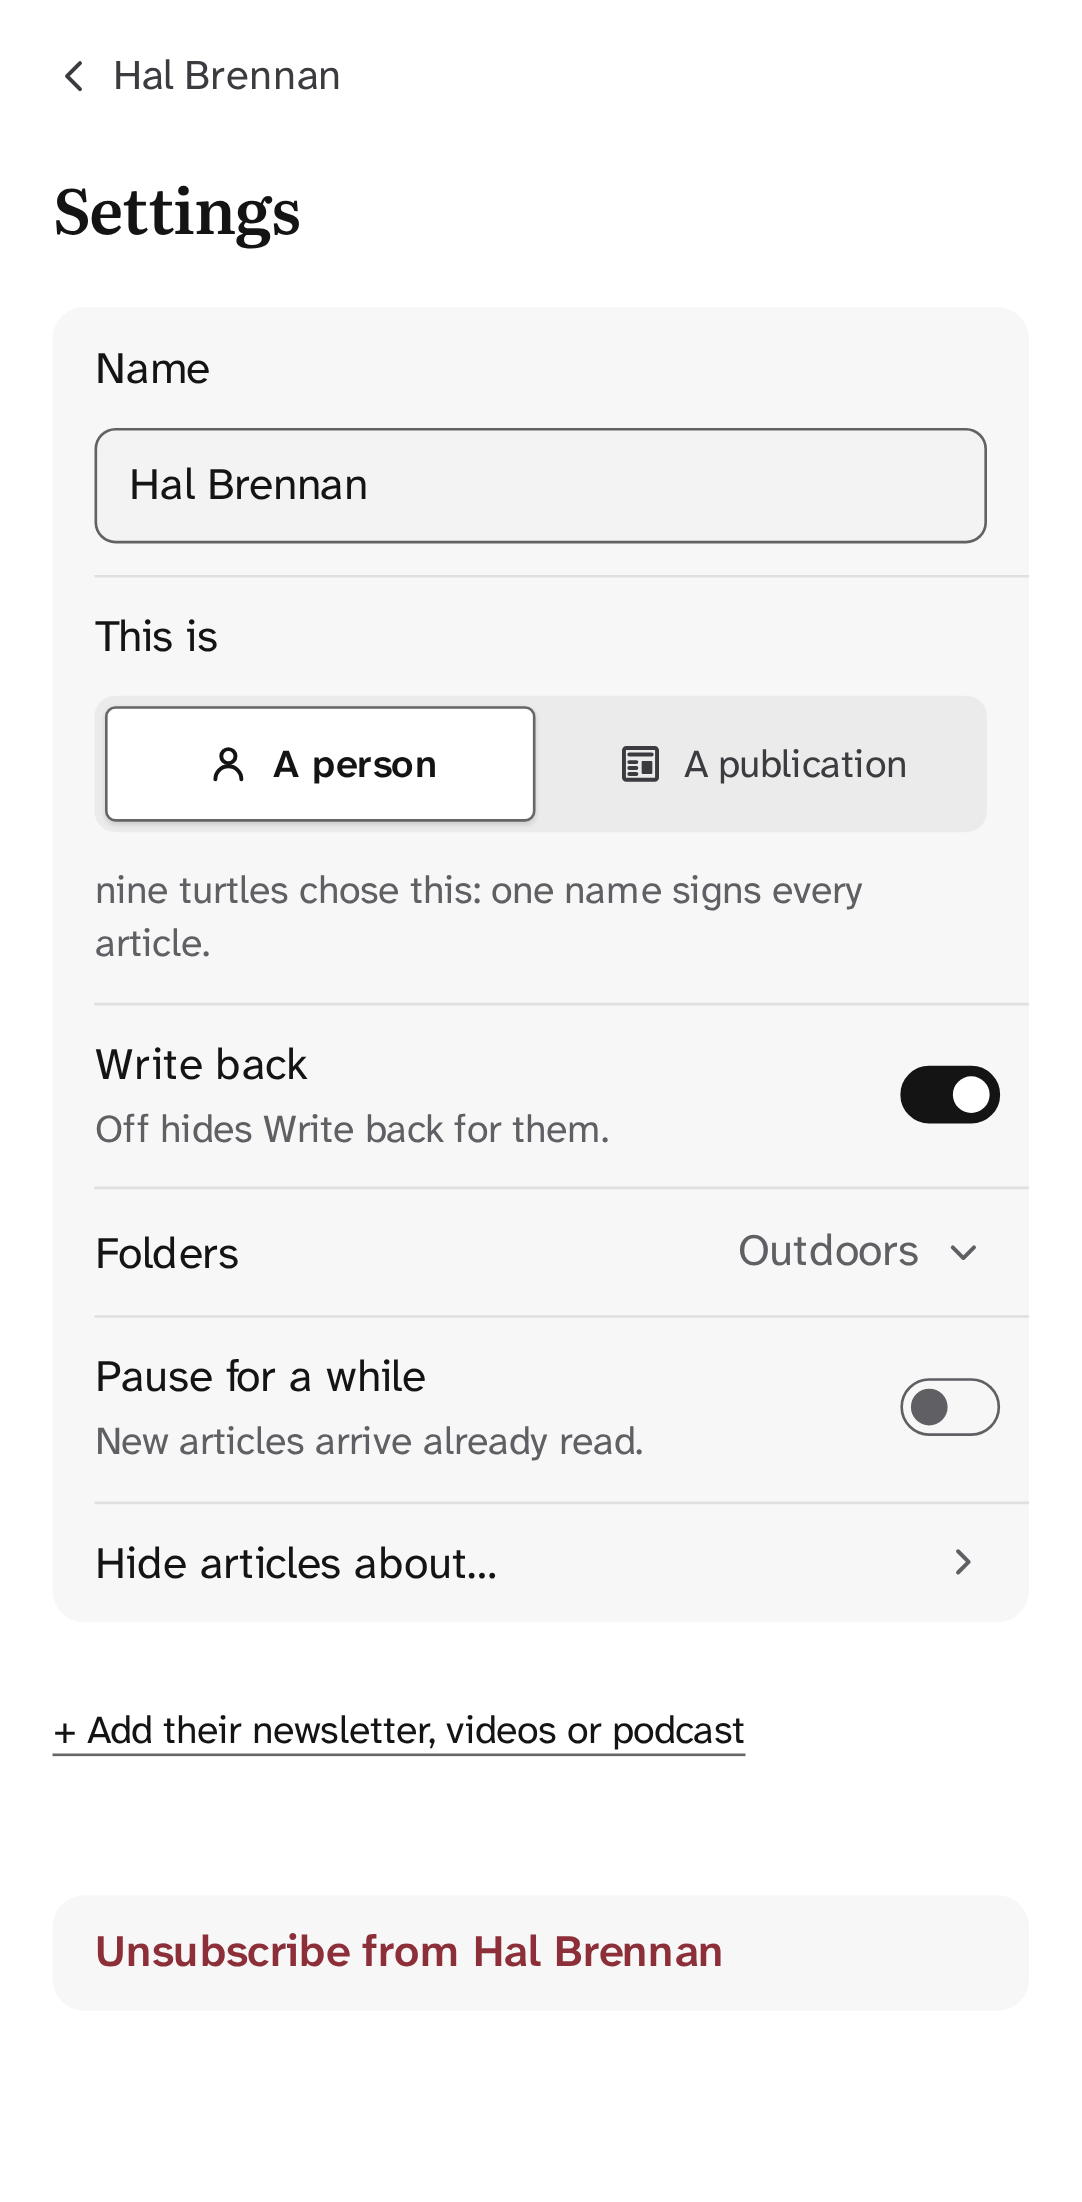 Hal Brennan
Settings
Name
Hal Brennan
This is
A person
A publication
nine turtles chose this: one name signs every
article.
Write back
Off hides Write back for them.
Folders
Outdoors
Pause for a while
New articles arrive already read.
Hide articles about...
+ Add their newsletter, videos or podcast
Unsubscribe from Hal Brennan